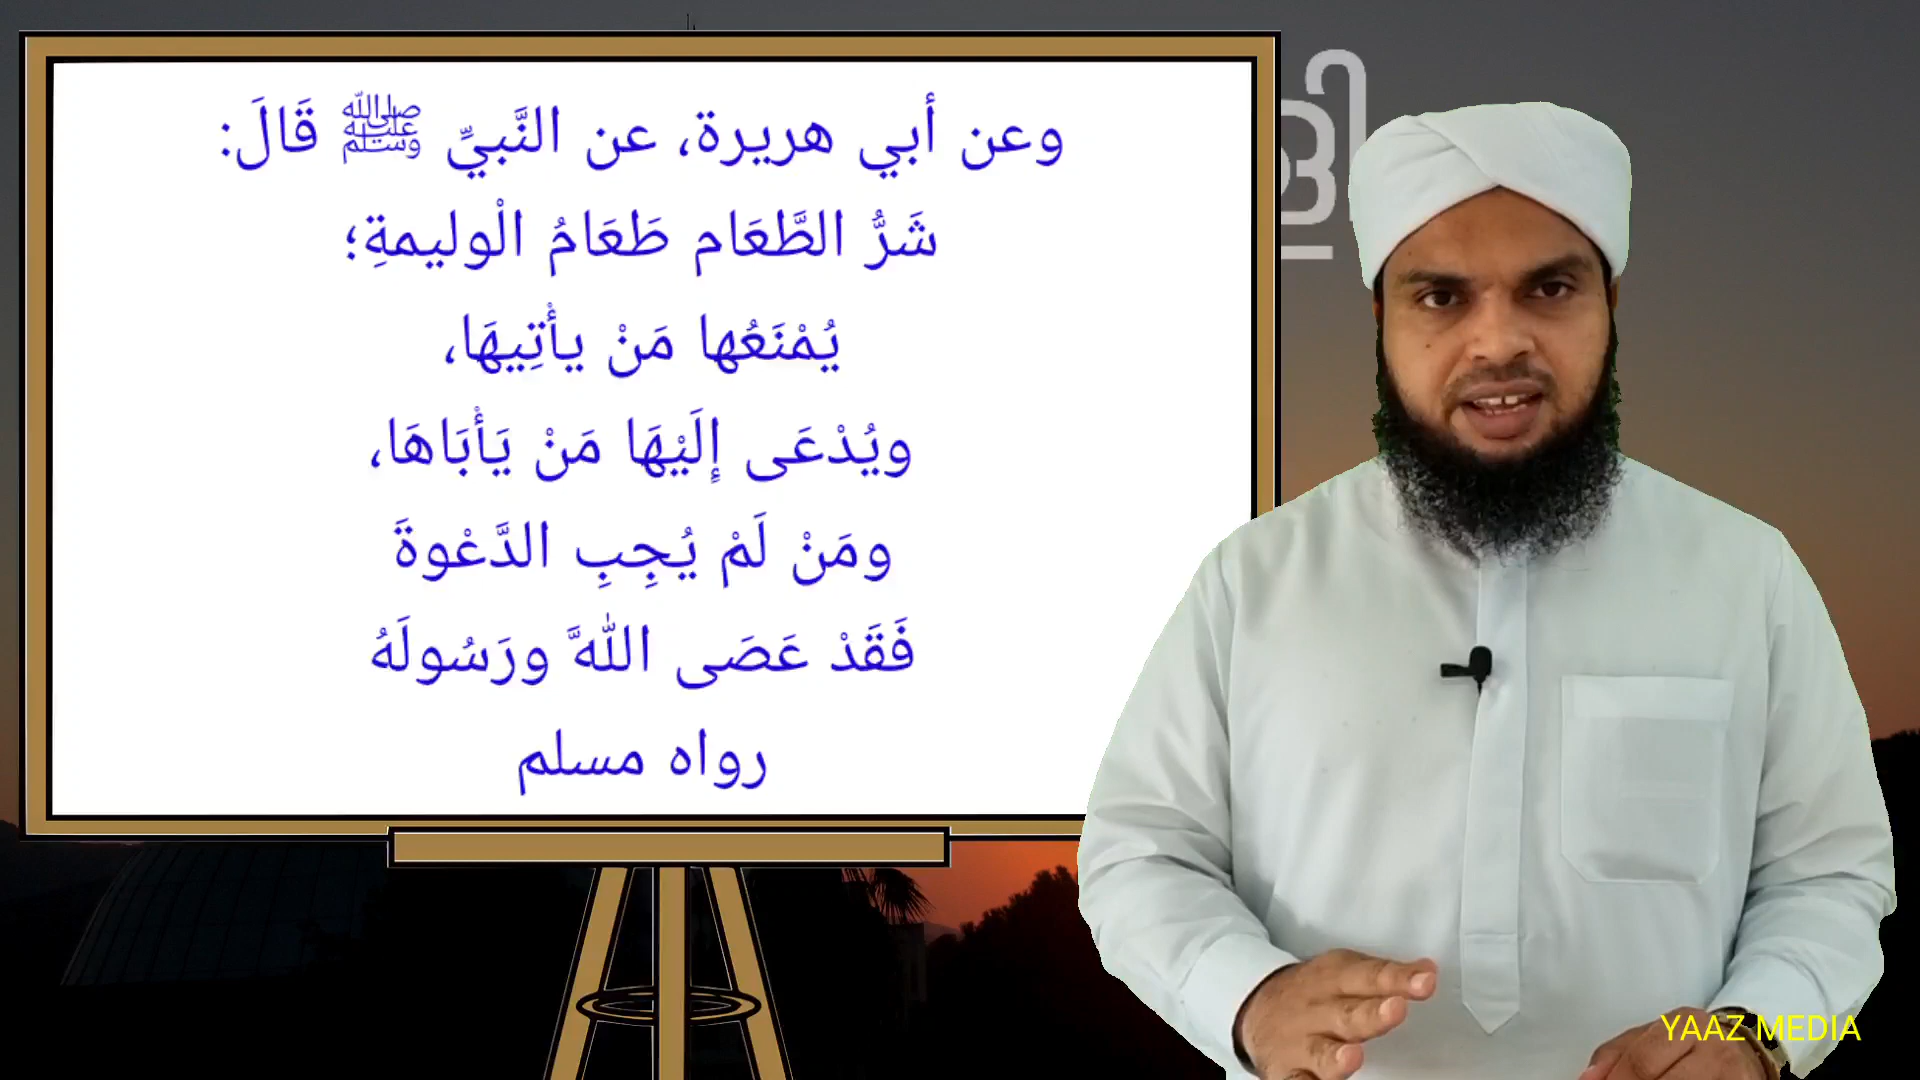 وعن أبي هريرة، عن النَّبيِّ ﷺ قَالَ:
شَرُّ الطَّعَام طَعَامُ الْوليمةِ؛
يُمْنَعُها مَنْ يأْتِيهَا،
ويُدْعَى إِلَيْهَا مَنْ يَأْبَاهَا،
ومَنْ لَمْ يُجِبِ الدَّعْوةَ
فَقَدْ عَصَى اللَّهَ ورَسُولَهُ
رواه مسلم
YAAZ MEDIA